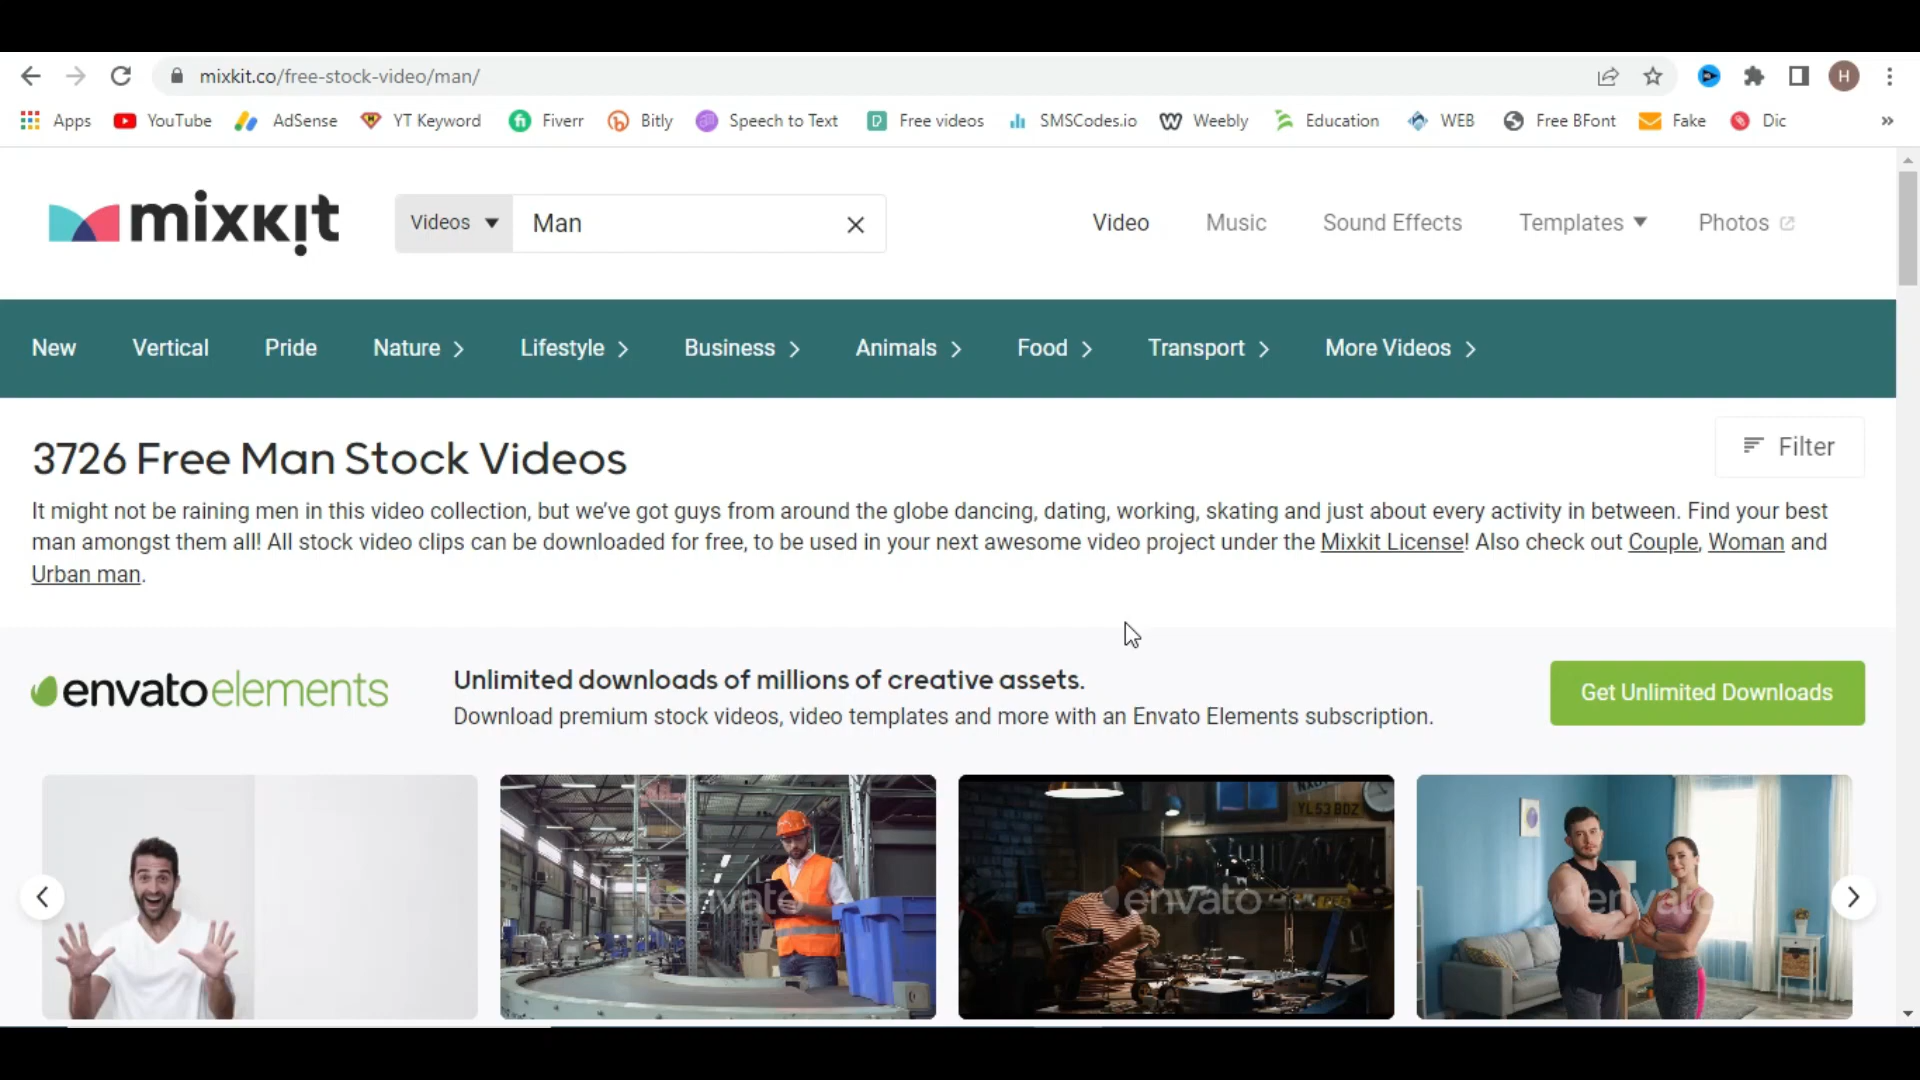 mixkit.co/free-stock-video/man/
H
Apps YouTube AdSense YT Keyword Fiverr Bitly Speech to Text Free videos SMSCodes.io Weebly Education WEB Free BFont Fake Dic »
mixkit Videos Man Video Music Sound Effects Templates Photos
New Vertical Pride Nature Lifestyle Business Animals Food Transport More Videos
3726 Free Man Stock Videos Filter
It might not be raining men in this video collection, but we've got guys from around the globe dancing, dating, working, skating and just about every activity in between. Find your best
man amongst them all! All stock video clips can be downloaded for free, to be used in your next awesome video project under the Mixkit License! Also check out Couple, Woman and
Urban man.
envatoelements
Unlimited downloads of millions of creative assets.
Download premium stock videos, video templates and more with an Envato Elements subscription.
Get Unlimited Downloads
YL53 BDZ
envato envato envato